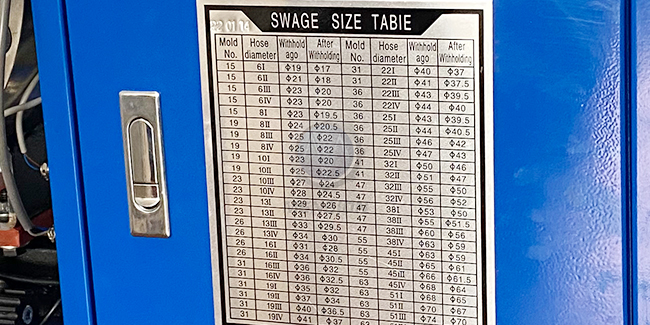 22 01 14
SWAGE SIZE TABIE
Mold No. Hose diameter Withhold ago After Withholding Mold No. Hose diameter Withhold ago After Withholding
15 6I Φ19 Φ17 31 22I Φ40 Φ37
15 6II Φ21 Φ18 31 22II Φ41 Φ37.5
15 6III Φ23 Φ20 36 22III Φ43 Φ39.5
15 6IV Φ23 Φ20 36 22IV Φ44 Φ40
15 8I Φ23 Φ19.5 36 25I Φ43 Φ39.5
19 8II Φ24 Φ20.5 36 25II Φ44 Φ40.5
19 8III Φ25 Φ22 36 25III Φ46 Φ42
19 8IV Φ25 Φ22 36 25IV Φ47 Φ43
19 10I Φ23 Φ20 41 32I Φ50 Φ46
19 10II Φ25 Φ22.5 41 32II Φ51 Φ47
23 10III Φ27 Φ24 47 32III Φ55 Φ50
23 10IV Φ28 Φ24.5 47 32IV Φ56 Φ52
23 13I Φ29 Φ26 47 38I Φ53 Φ50
23 13II Φ31 Φ27.5 47 38II Φ55 Φ51.5
26 13III Φ33 Φ29.5 47 38III Φ60 Φ56
26 13IV Φ34 Φ30 55 38IV Φ63 Φ59
26 16I Φ31 Φ28 55 45I Φ63 Φ59
26 16II Φ34 Φ30.5 55 45II Φ65 Φ61
31 16III Φ36 Φ32 55 45III Φ66 Φ61.5
31 16IV Φ36 Φ32.5 63 45IV Φ68 Φ64
31 19I Φ35 Φ32 63 51I Φ68 Φ65
31 19II Φ37 Φ34 63 51II Φ70 Φ67
31 19III Φ40 Φ36.5 63 51III Φ74 Φ70
31 19IV Φ41 Φ37 63